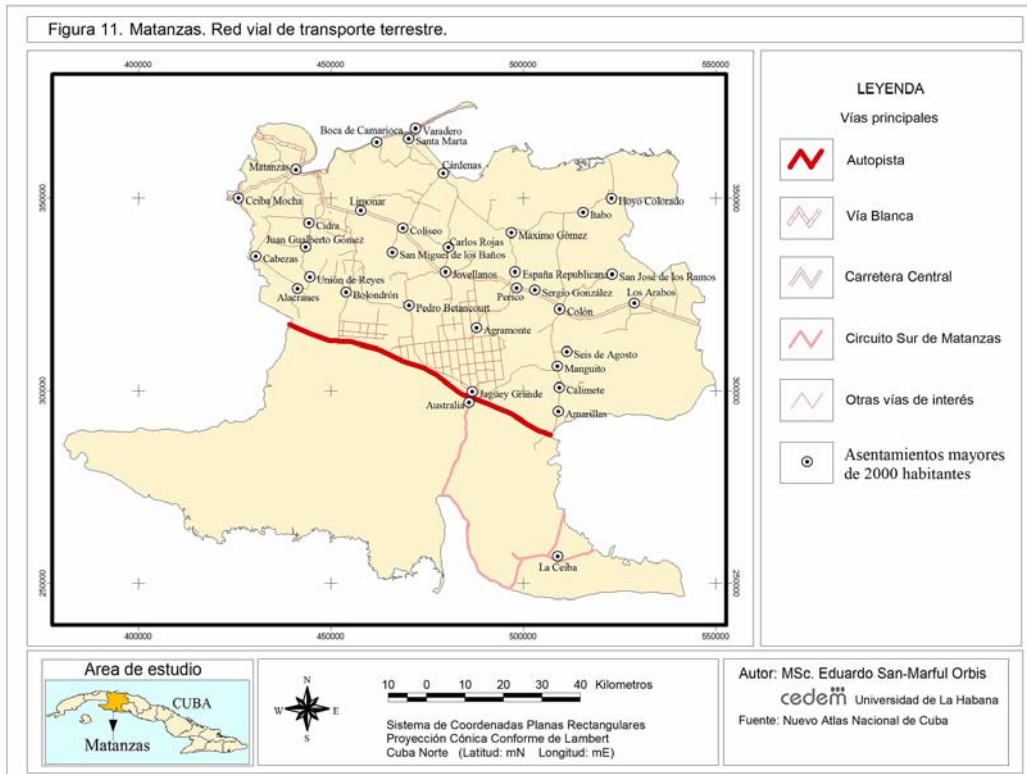 Figura 11. Matanzas. Red vial de transporte terrestre.
400000 450000 500000 550000
Boca de Camarioca
Varadero
Santa Marta
Matanzas
Cárdenas
350000 350000
Ceiba Mocha
Limonar
Hoyo Colorado
Itabo
Cidra
Coliseo
Máximo Gómez
Juan Gualberto Gómez
Carlos Rojas
Cabezas
San Miguel de los Baños
Unión de Reyes
Jovellanos
España Republicana
San José de los Ramos
Alacranes
Bolondrón
Perico
Sergio González
Los Arabos
Pedro Betancourt
Colón
Agramonte
Seis de Agosto
Manguito
300000 300000
Jagüey Grande
Calimete
Australia
Amarillas
La Ceiba
250000 250000
400000 450000 500000 550000
LEYENDA
Vías principales
Autopista
Vía Blanca
Carretera Central
Circuito Sur de Matanzas
Otras vías de interés
Asentamientos mayores
de 2000 habitantes
Area de estudio
CUBA
Matanzas
N
W E
S
10 0 10 20 30 40 Kilometros
Sistema de Coordenadas Planas Rectangulares
Proyección Cónica Conforme de Lambert
Cuba Norte (Latitud: mN Longitud: mE)
Autor: MSc. Eduardo San-Marful Orbis
cedem Universidad de La Habana
Fuente: Nuevo Atlas Nacional de Cuba